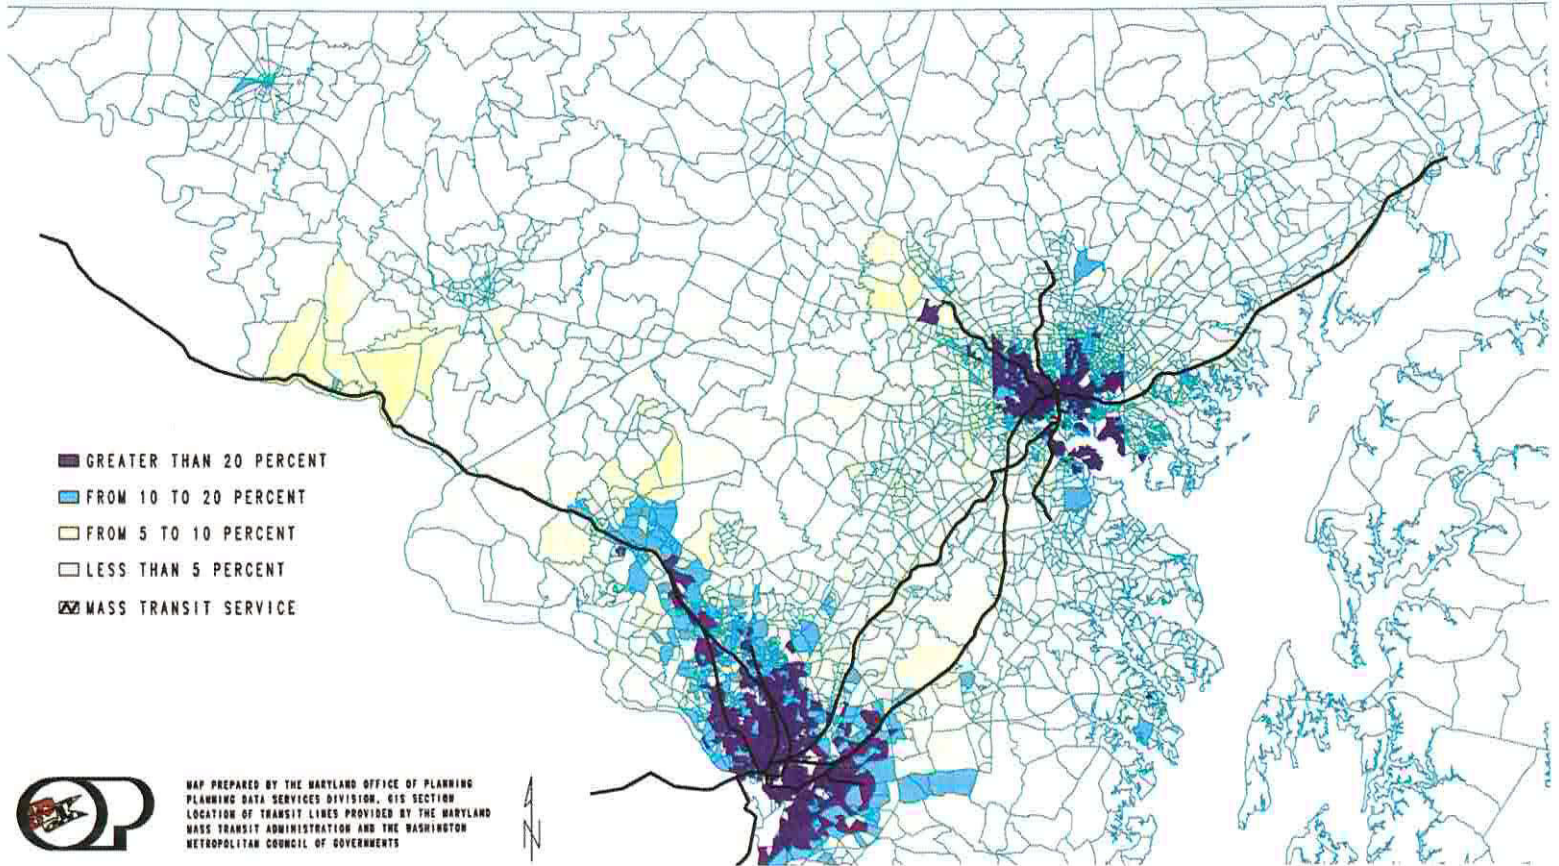 GREATER THAN 20 PERCENT
FROM 10 TO 20 PERCENT
FROM 5 TO 10 PERCENT
LESS THAN 5 PERCENT
MASS TRANSIT SERVICE
OP
MAP PREPARED BY THE MARYLAND OFFICE OF PLANNING
PLANNING DATA SERVICES DIVISION, GIS SECTION
LOCATION OF TRANSIT LINES PROVIDED BY THE MARYLAND
MASS TRANSIT ADMINISTRATION AND THE WASHINGTON
METROPOLITAN COUNCIL OF GOVERNMENTS
N